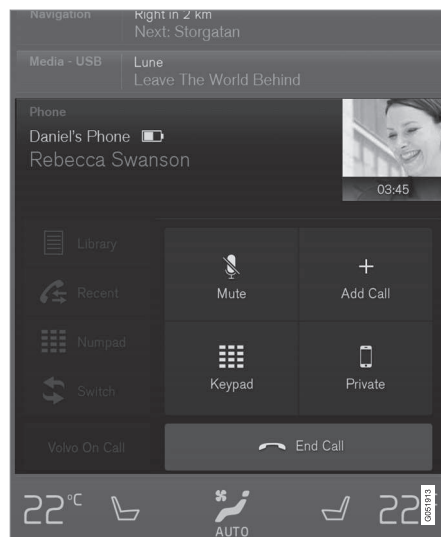 Navigation
Right in 2 km
Next: Storgatan
Media - USB
Lune
Leave The World Behind
Phone
Daniel's Phone
Rebecca Swanson
03:45
Library
Recent
Numpad
Switch
Volvo On Call
Mute
Add Call
Keypad
Private
End Call
22°C
AUTO
22
G051913